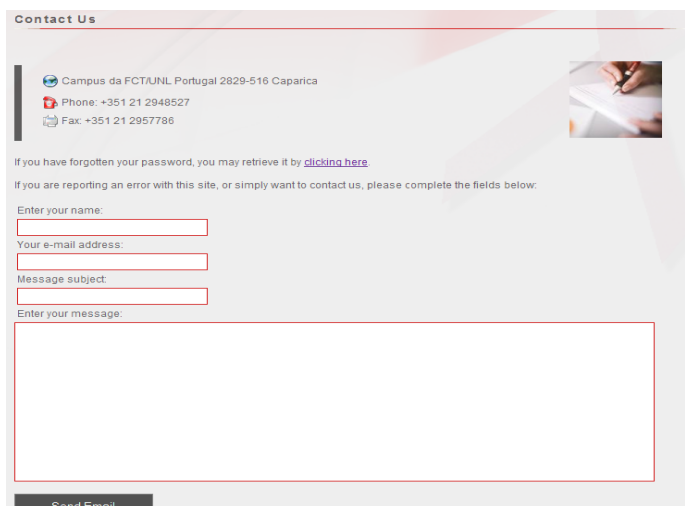 Contact Us
Campus da FCT/UNL Portugal 2829-516 Caparica
Phone: +351 21 2948527
Fax: +351 21 2957786
If you have forgotten your password, you may retrieve it by clicking here.
If you are reporting an error with this site, or simply want to contact us, please complete the fields below:
Enter your name:
Your e-mail address:
Message subject:
Enter your message:
Send Email